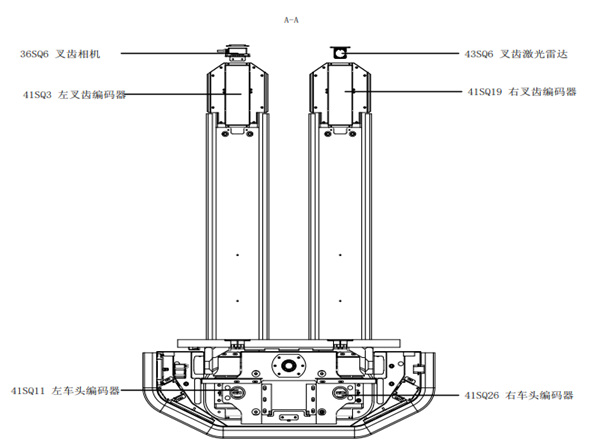 A-A
36SQ6 叉齿相机
43SQ6 叉齿激光雷达
41SQ3 左叉齿编码器
41SQ19 右叉齿编码器
41SQ11 左车头编码器
41SQ26 右车头编码器